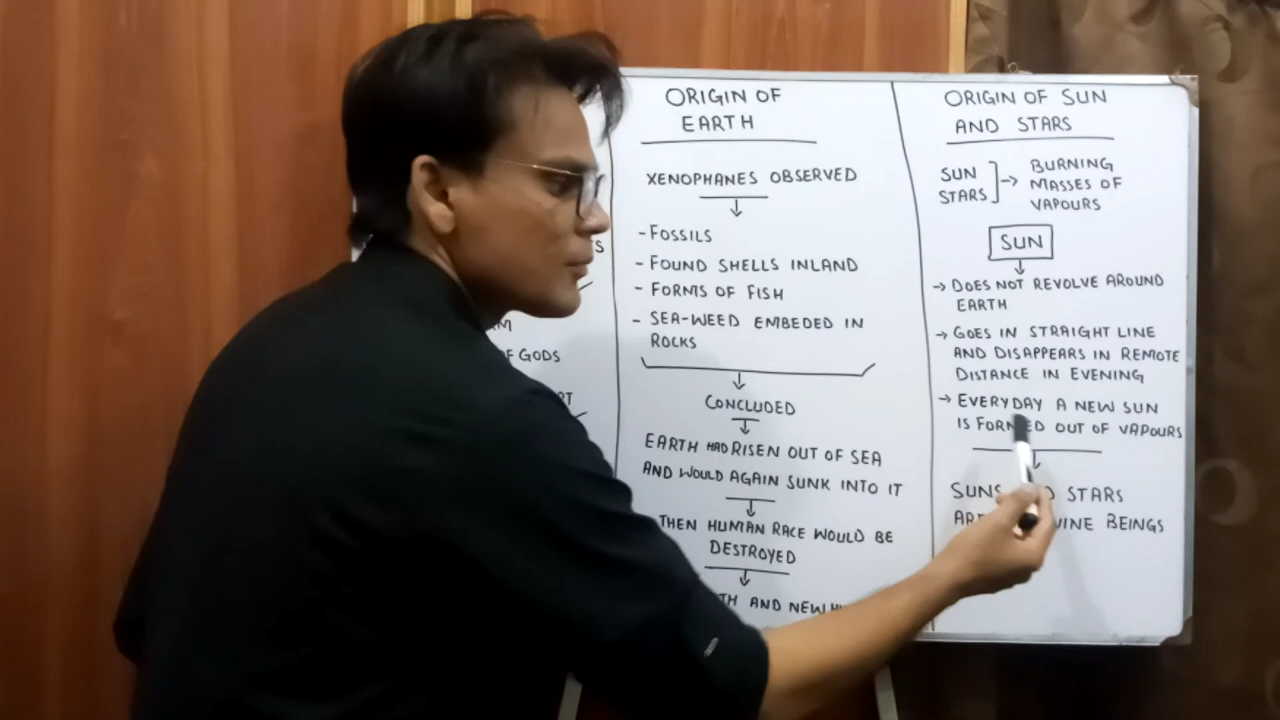 OF GODS
ORIGIN OF
EARTH
XENOPHANES OBSERVED
↓
- FOSSILS
- FOUND SHELLS INLAND
- FORMS OF FISH
- SEA-WEED EMBEDED IN
ROCKS
↓
CONCLUDED
↓
EARTH HAD RISEN OUT OF SEA
AND WOULD AGAIN SUNK INTO IT
↓
THEN HUMAN RACE WOULD BE
DESTROYED
↓
AND NEW
ORIGIN OF SUN
AND STARS
SUN
STARS
] →
BURNING
MASSES OF
VAPOURS
SUN
↓
→ DOES NOT REVOLVE AROUND
EARTH
→ GOES IN STRAIGHT LINE
AND DISAPPEARS IN REMOTE
DISTANCE IN EVENING
→ EVERYDAY A NEW SUN
IS FORMED OUT OF VAPOURS
↓
SUNS STARS
BEINGS